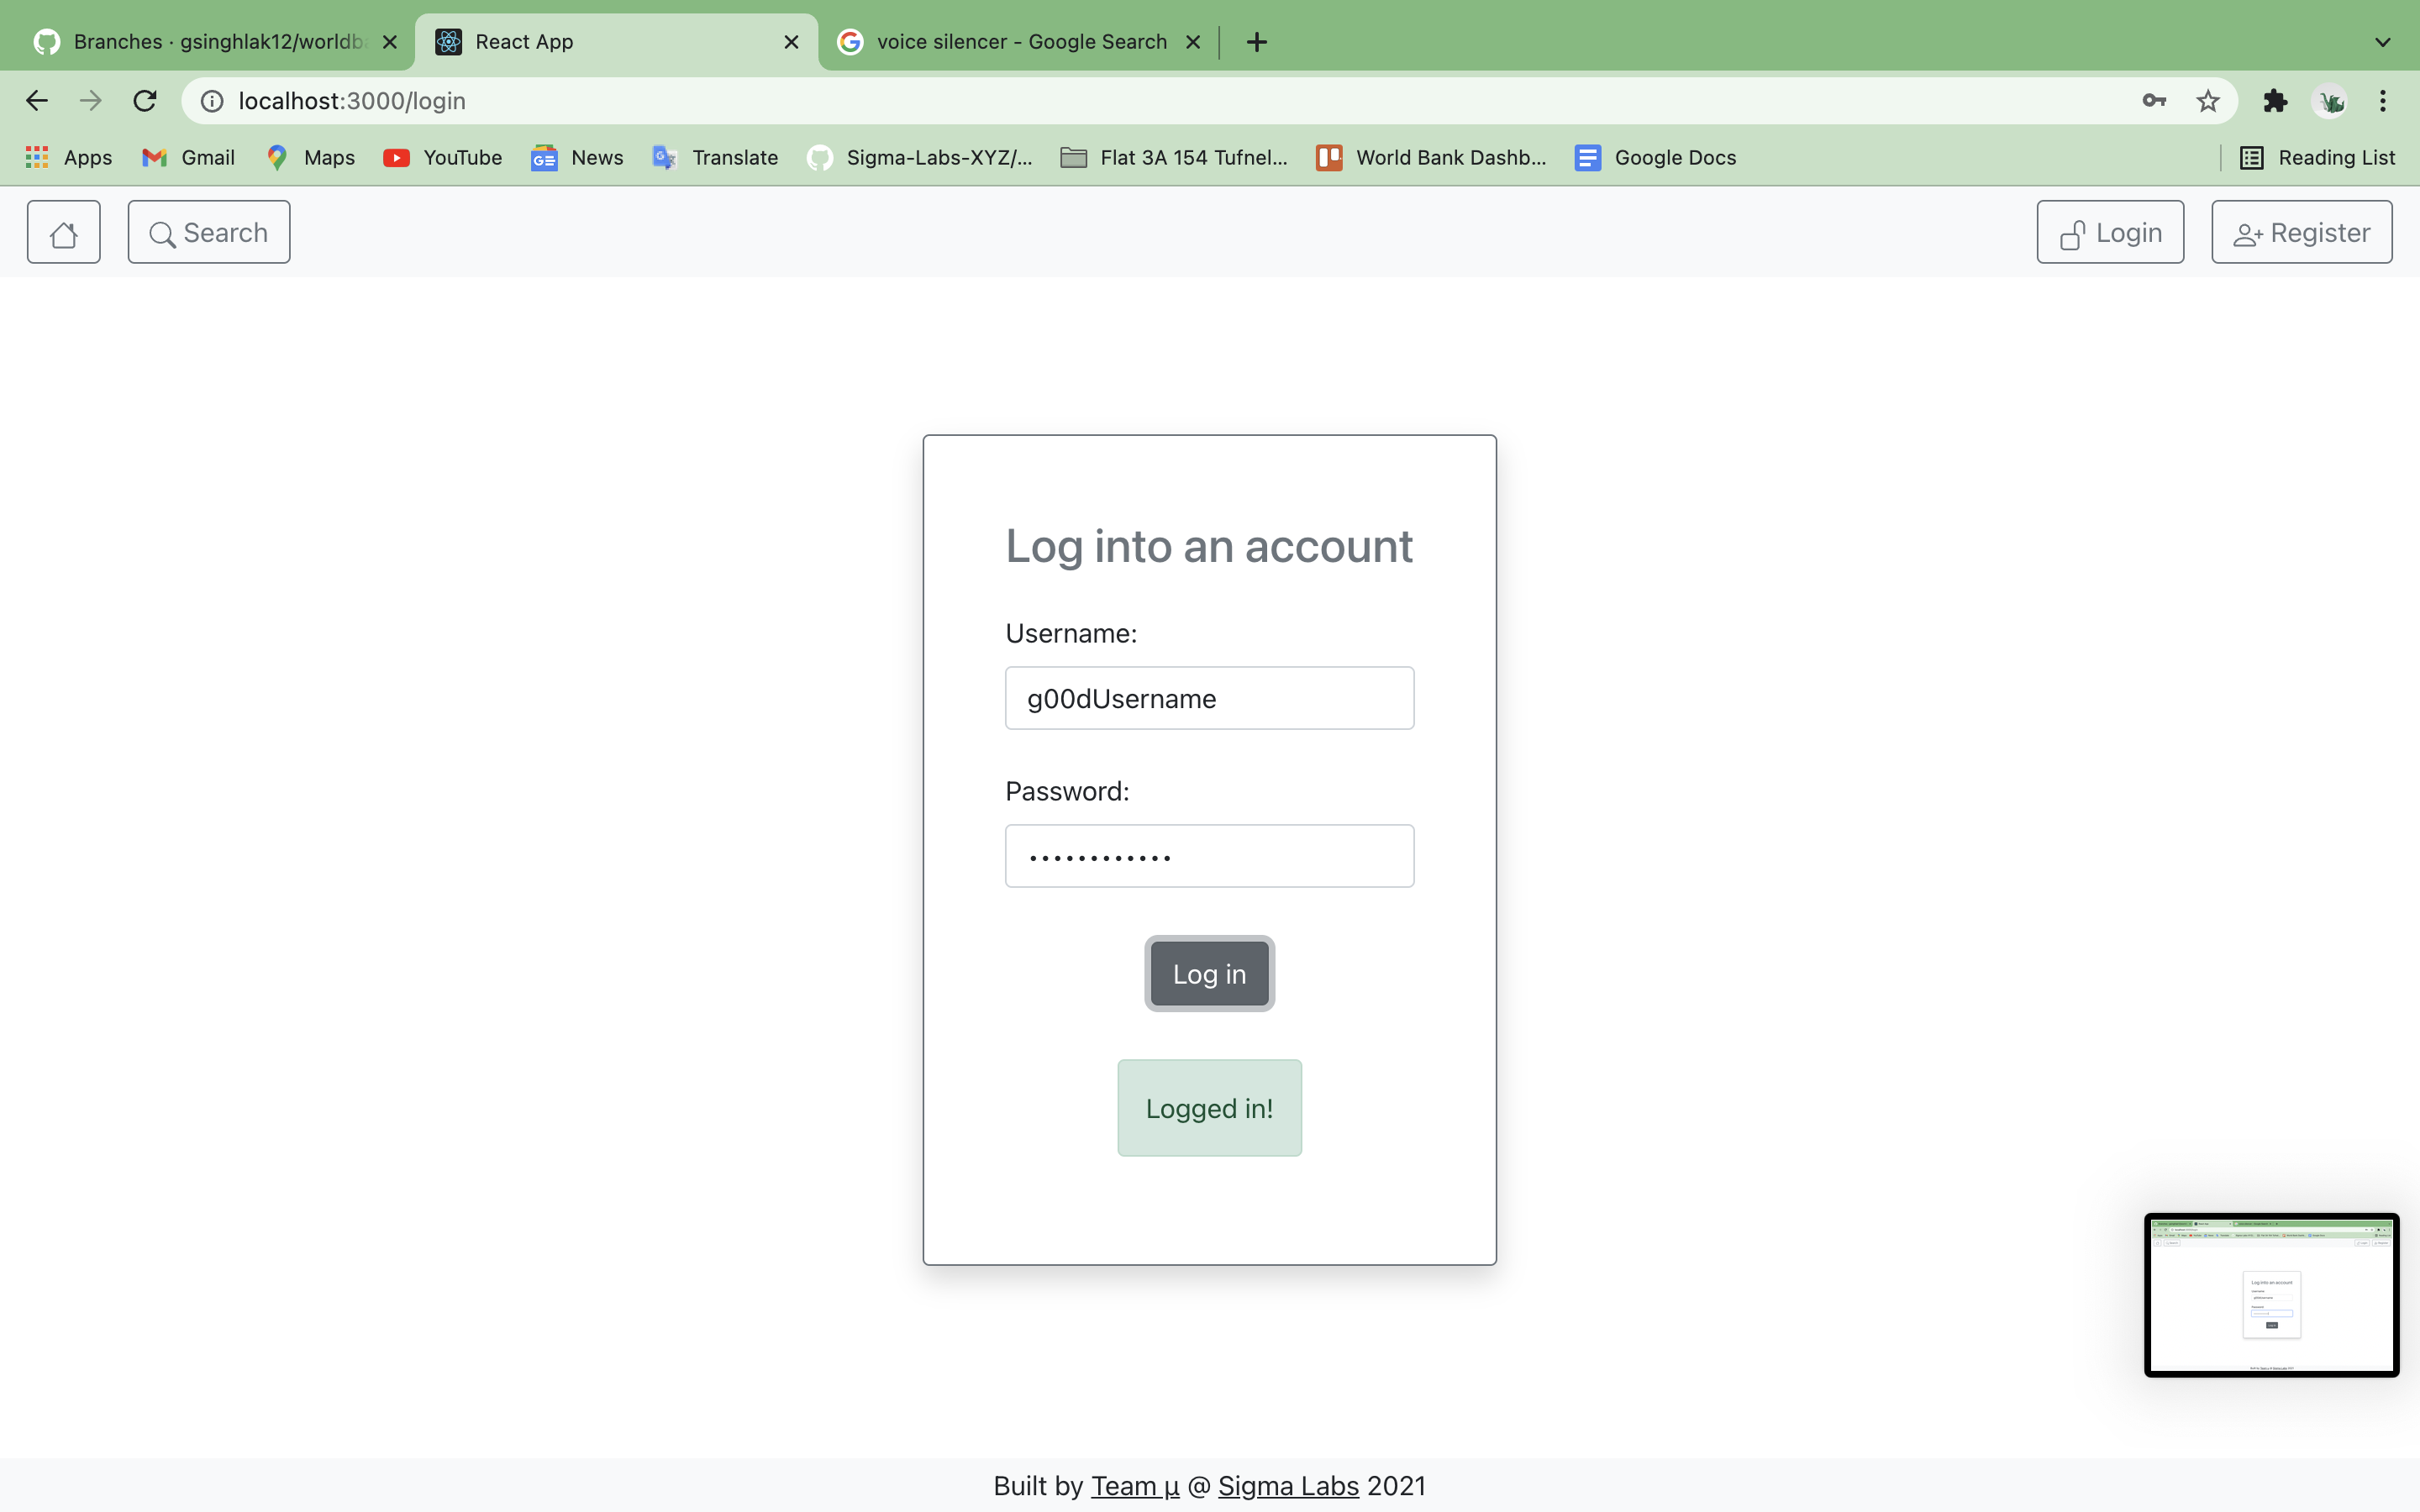 Branches · gsinghlak12/worldba
React App
voice silencer - Google Search
localhost:3000/login
Apps
Gmail
Maps
YouTube
News
Translate
Sigma-Labs-XYZ/...
Flat 3A 154 Tufnel...
World Bank Dashb...
Google Docs
Reading List
Search
Login
Register
Log into an account
Username:
g00dUsername
Password:
••••••••••••
Log in
Logged in!
Built by Team µ @ Sigma Labs 2021